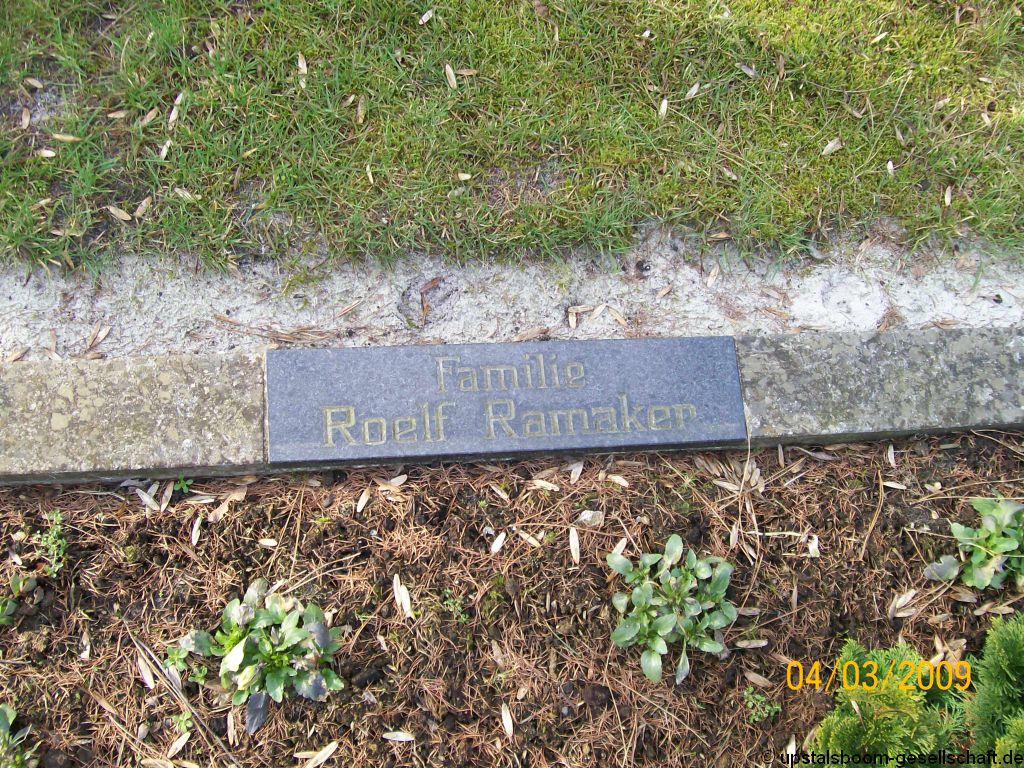 Familie
Roelf Ramaker
04/03/2009
© upstalsboom-gesellschaft.de